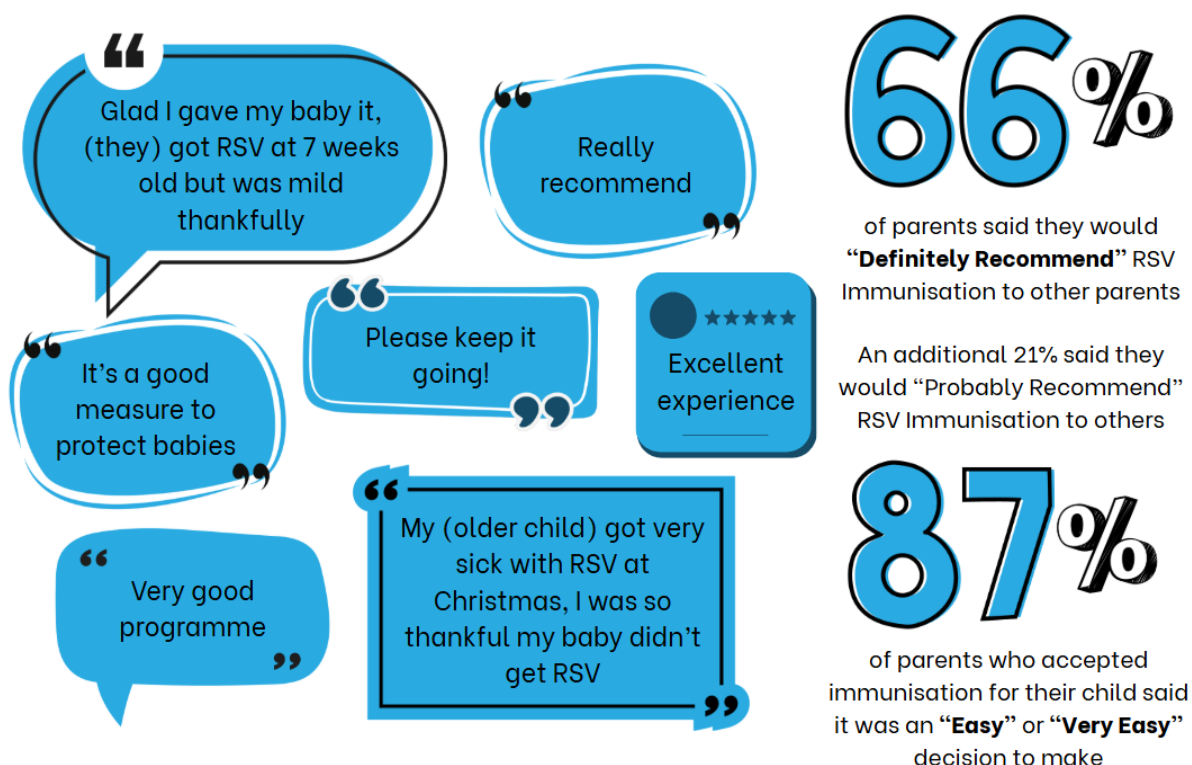 Glad I gave my baby it,
(they) got RSV at 7 weeks
old but was mild
thankfully
Really
recommend
It’s a good
measure to
protect babies
Please keep it
going!
Excellent
experience
Very good
programme
My (older child) got very
sick with RSV at
Christmas, I was so
thankful my baby didn’t
get RSV
66%
of parents said they would
“Definitely Recommend” RSV
Immunisation to other parents
An additional 21% said they
would “Probably Recommend”
RSV Immunisation to others
87%
of parents who accepted
immunisation for their child said
it was an “Easy” or “Very Easy”
decision to make